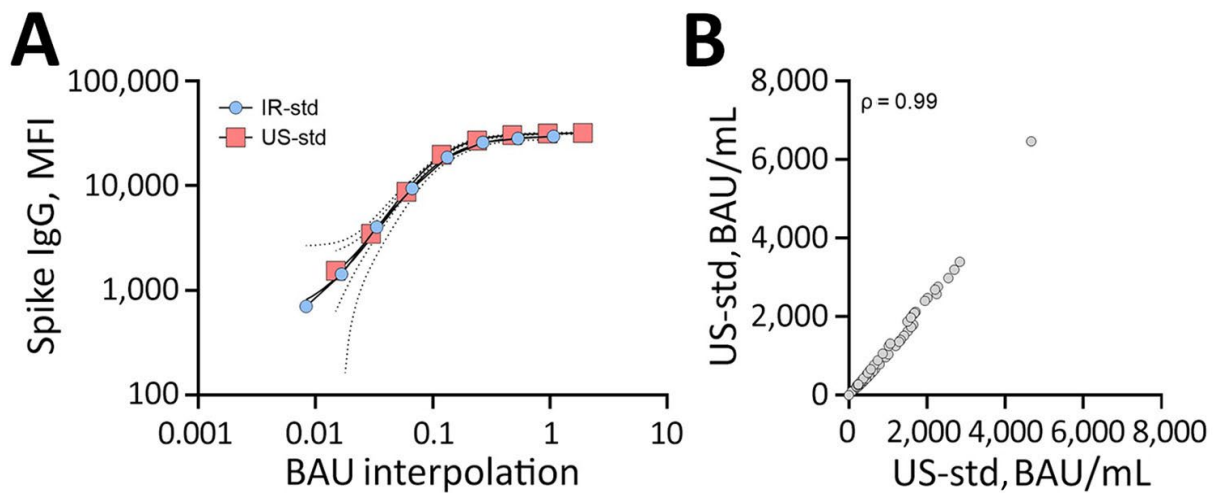 A
Spike IgG, MFI
100,000
10,000
1,000
100
IR-std
US-std
0.001 0.01 0.1 1 10
BAU interpolation
B
US-std, BAU/mL
8,000
6,000
4,000
2,000
0
ρ = 0.99
0 2,000 4,000 6,000 8,000
US-std, BAU/mL